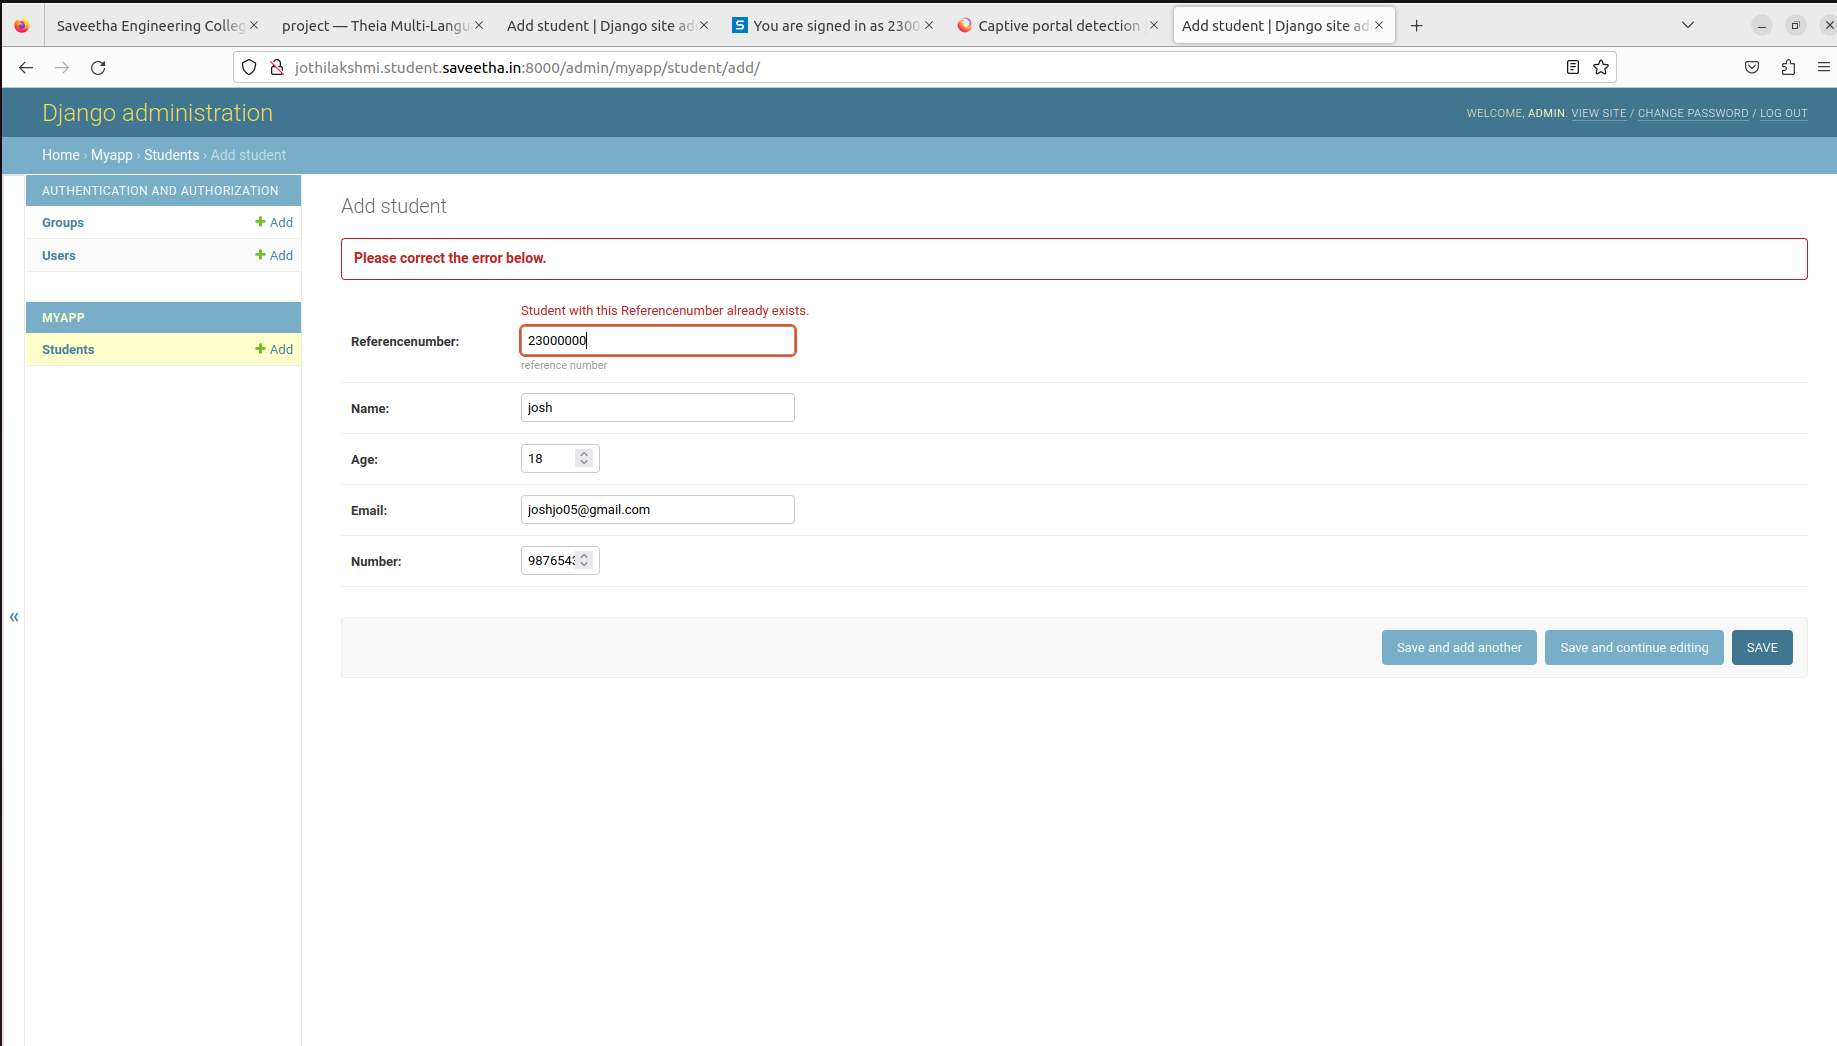 Saveetha Engineering Colleg
project — Theia Multi-Langu
Add student | Django site ad
You are signed in as 2300
Captive portal detection
Add student | Django site ad
jothilakshmi.student.saveetha.in:8000/admin/myapp/student/add/
Django administration
WELCOME, ADMIN. VIEW SITE / CHANGE PASSWORD / LOG OUT
Home › Myapp › Students › Add student
AUTHENTICATION AND AUTHORIZATION
Groups + Add
Users + Add
MYAPP
Students + Add
«
Add student
Please correct the error below.
Student with this Referencenumber already exists.
Referencenumber: 23000000
reference number
Name: josh
Age: 18
Email: joshjo05@gmail.com
Number: 9876543
Save and add another
Save and continue editing
SAVE